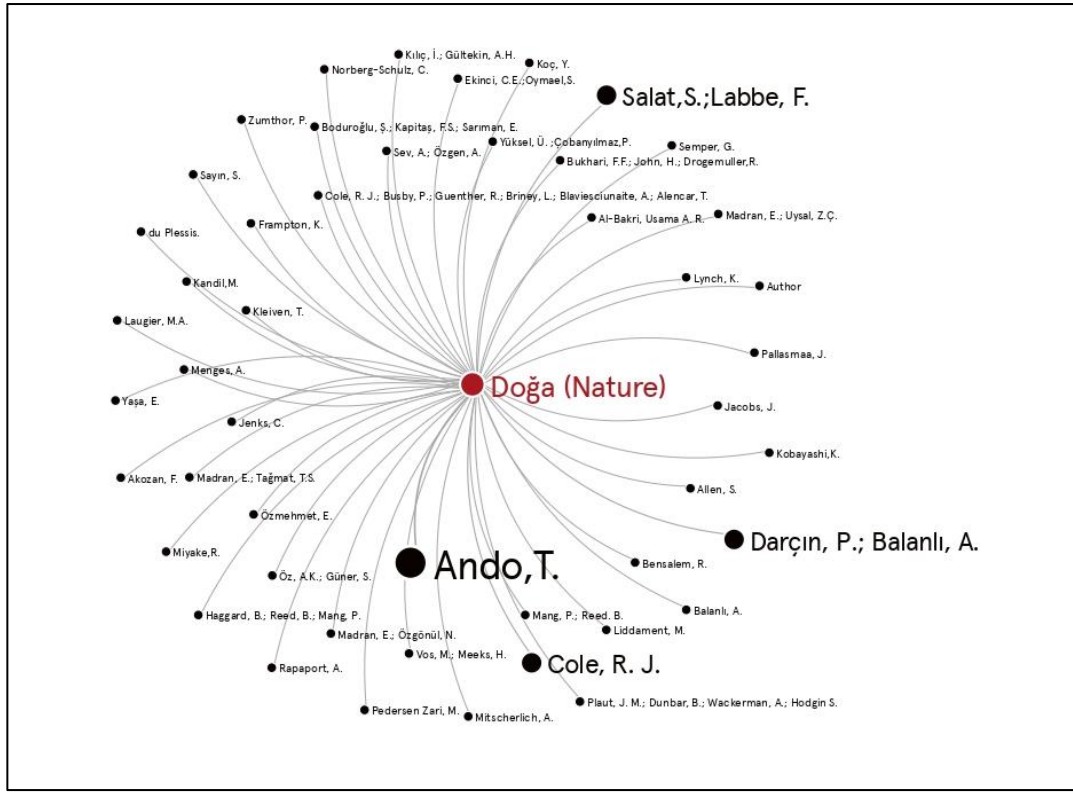 Kılıç, İ.; Gültekin, A.H.
Koç, Y.
Norberg-Schulz, C.
Ekinci, C.E.;Oymael,S.
Salat,S.;Labbe, F.
Zumthor, P.
Boduroğlu, Ş.; Kapitaş, F.S.; Sarıman, E.
Yüksel, Ü. ;Çobanyılmaz,P.
Semper, G.
Sev, A.; Özgen, A.
Bukhari, F.F.; John, H.; Drogemuller,R.
Sayın, S.
Cole, R. J.; Busby, P.; Guenther, R.; Briney, L.; Blaviesciunaite, A.; Alencar, T.
Frampton, K.
Al-Bakri, Usama A. R.
Madran, E.; Uysal, Z.Ç.
du Plessis.
Kandil,M.
Lynch, K.
Author
Kleiven, T.
Laugier, M.A.
Pallasmaa, J.
Menges, A.
Doğa (Nature)
Yaşa, E.
Jacobs, J.
Jenks, C.
Kobayashi,K.
Akozan, F.
Madran, E.; Tağmat, T.S.
Allen, S.
Özmehmet, E.
Darçın, P.; Balanlı, A.
Miyake,R.
Ando,T.
Bensalem, R.
Öz, A.K.; Güner, S.
Haggard, B.; Reed, B.; Mang, P.
Mang, P.; Reed. B.
Balanlı, A.
Madran, E.; Özgönül, N.
Liddament, M.
Vos, M.; Meeks, H.
Rapaport, A.
Cole, R. J.
Pedersen Zari, M.
Mitscherlich, A.
Plaut, J. M.; Dunbar, B.; Wackerman, A.; Hodgin S.